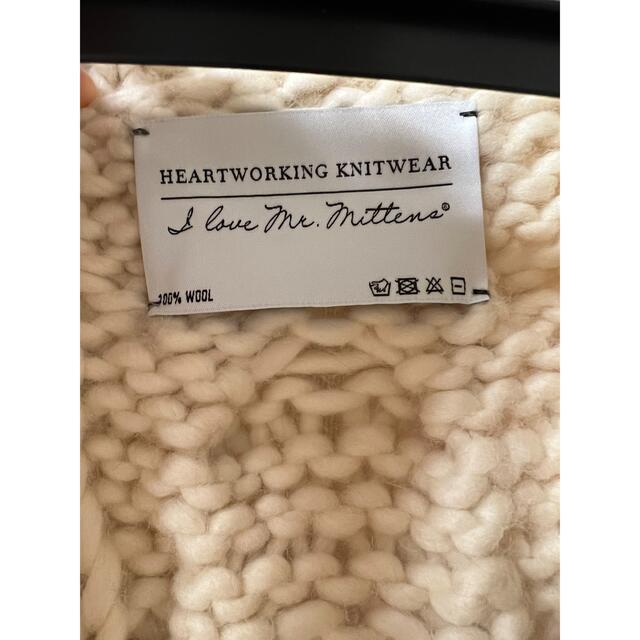 HEARTWORKING KNITWEAR
I love Mr. Mittens®
100% WOOL